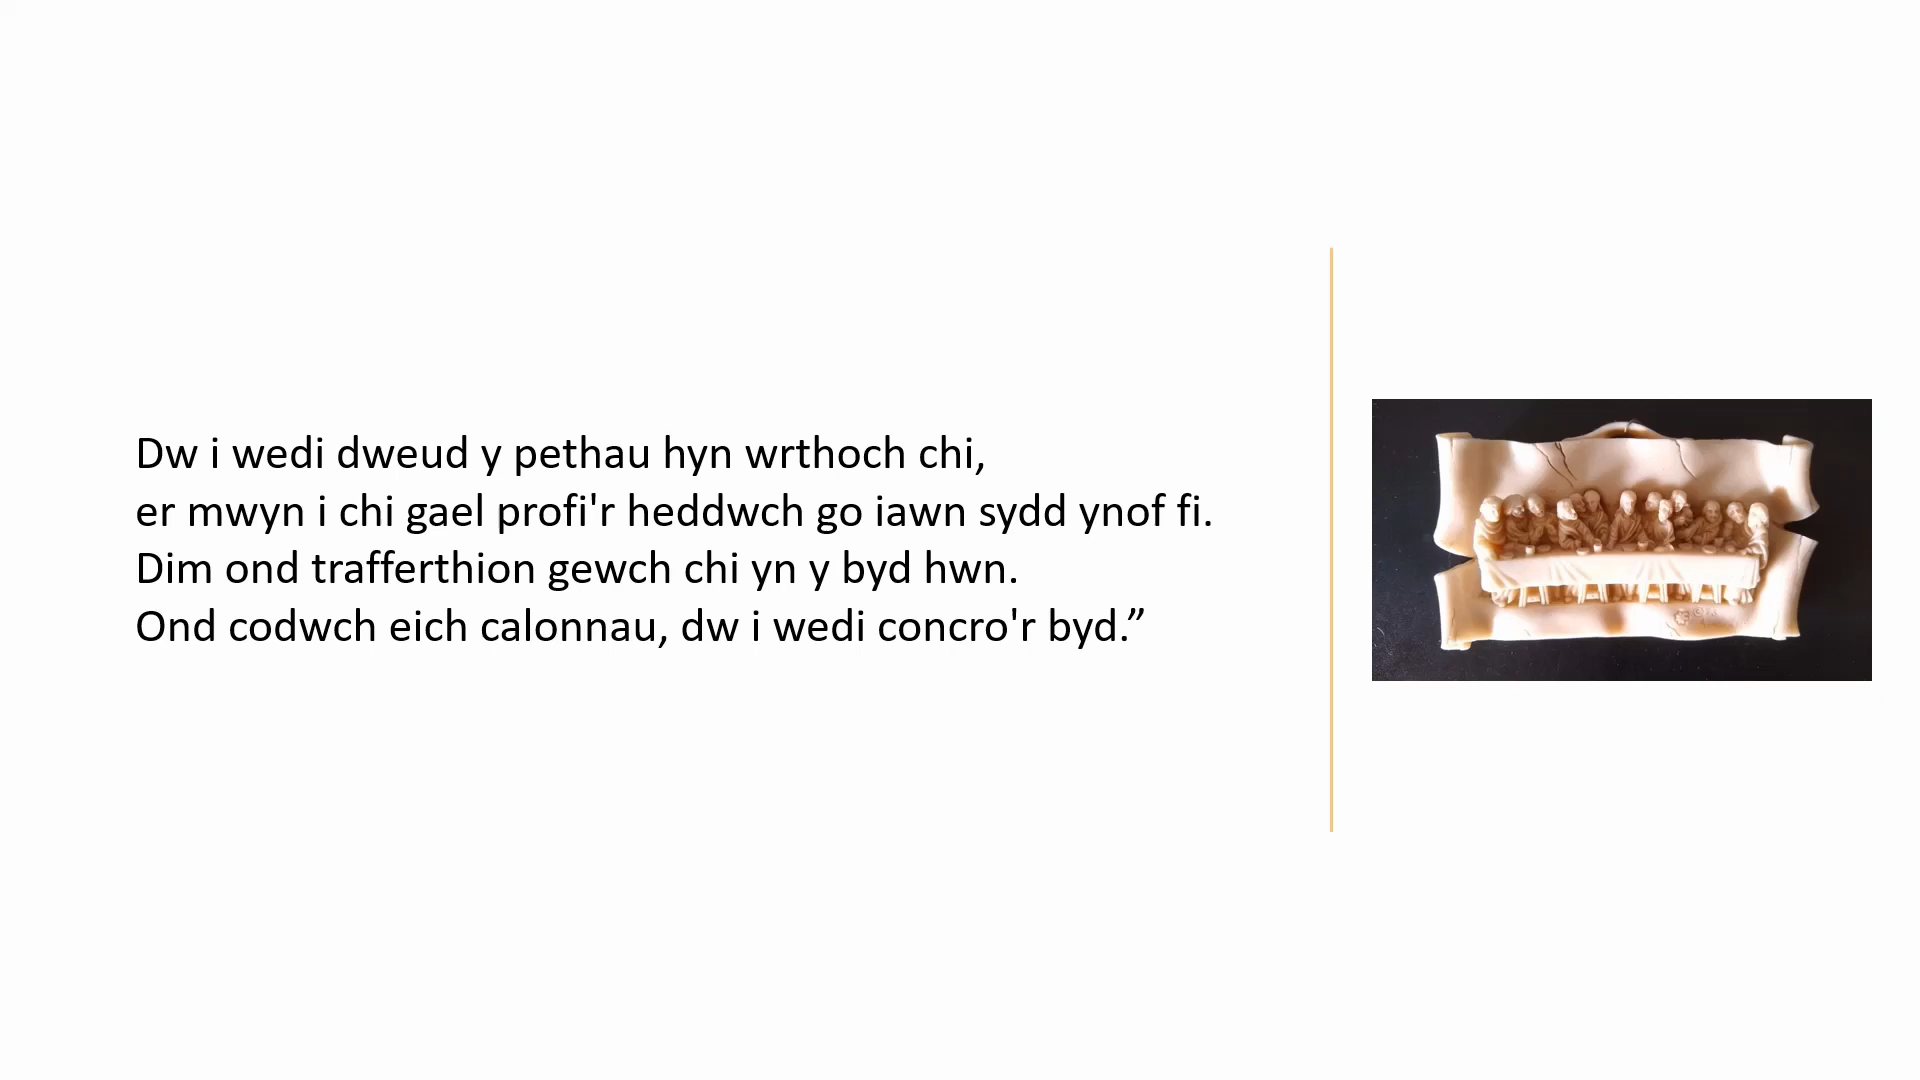 Dw i wedi dweud y pethau hyn wrthoch chi,
er mwyn i chi gael profi'r heddwch go iawn sydd ynof fi.
Dim ond trafferthion gewch chi yn y byd hwn.
Ond codwch eich calonnau, dw i wedi concro'r byd.”